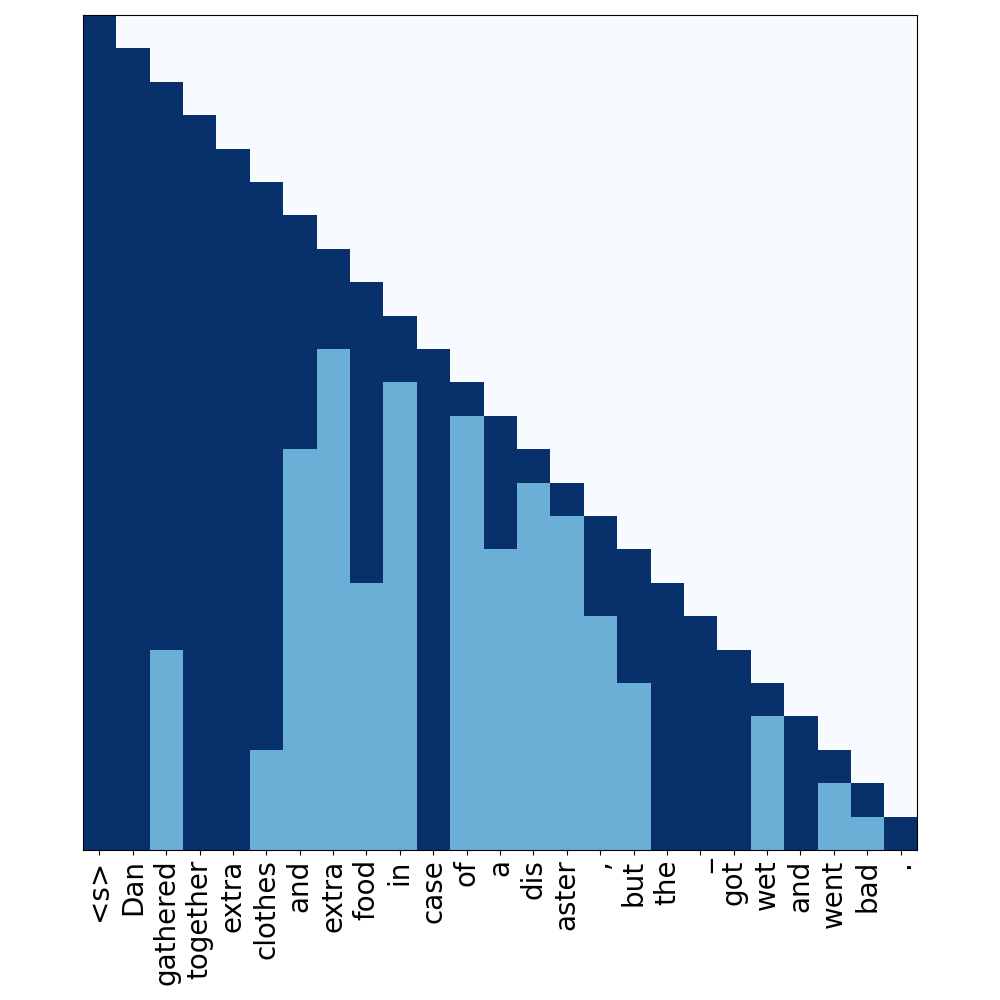 <s> Dan gathered together extra clothes and extra food in case of a dis aster , but the _ got wet and went bad .